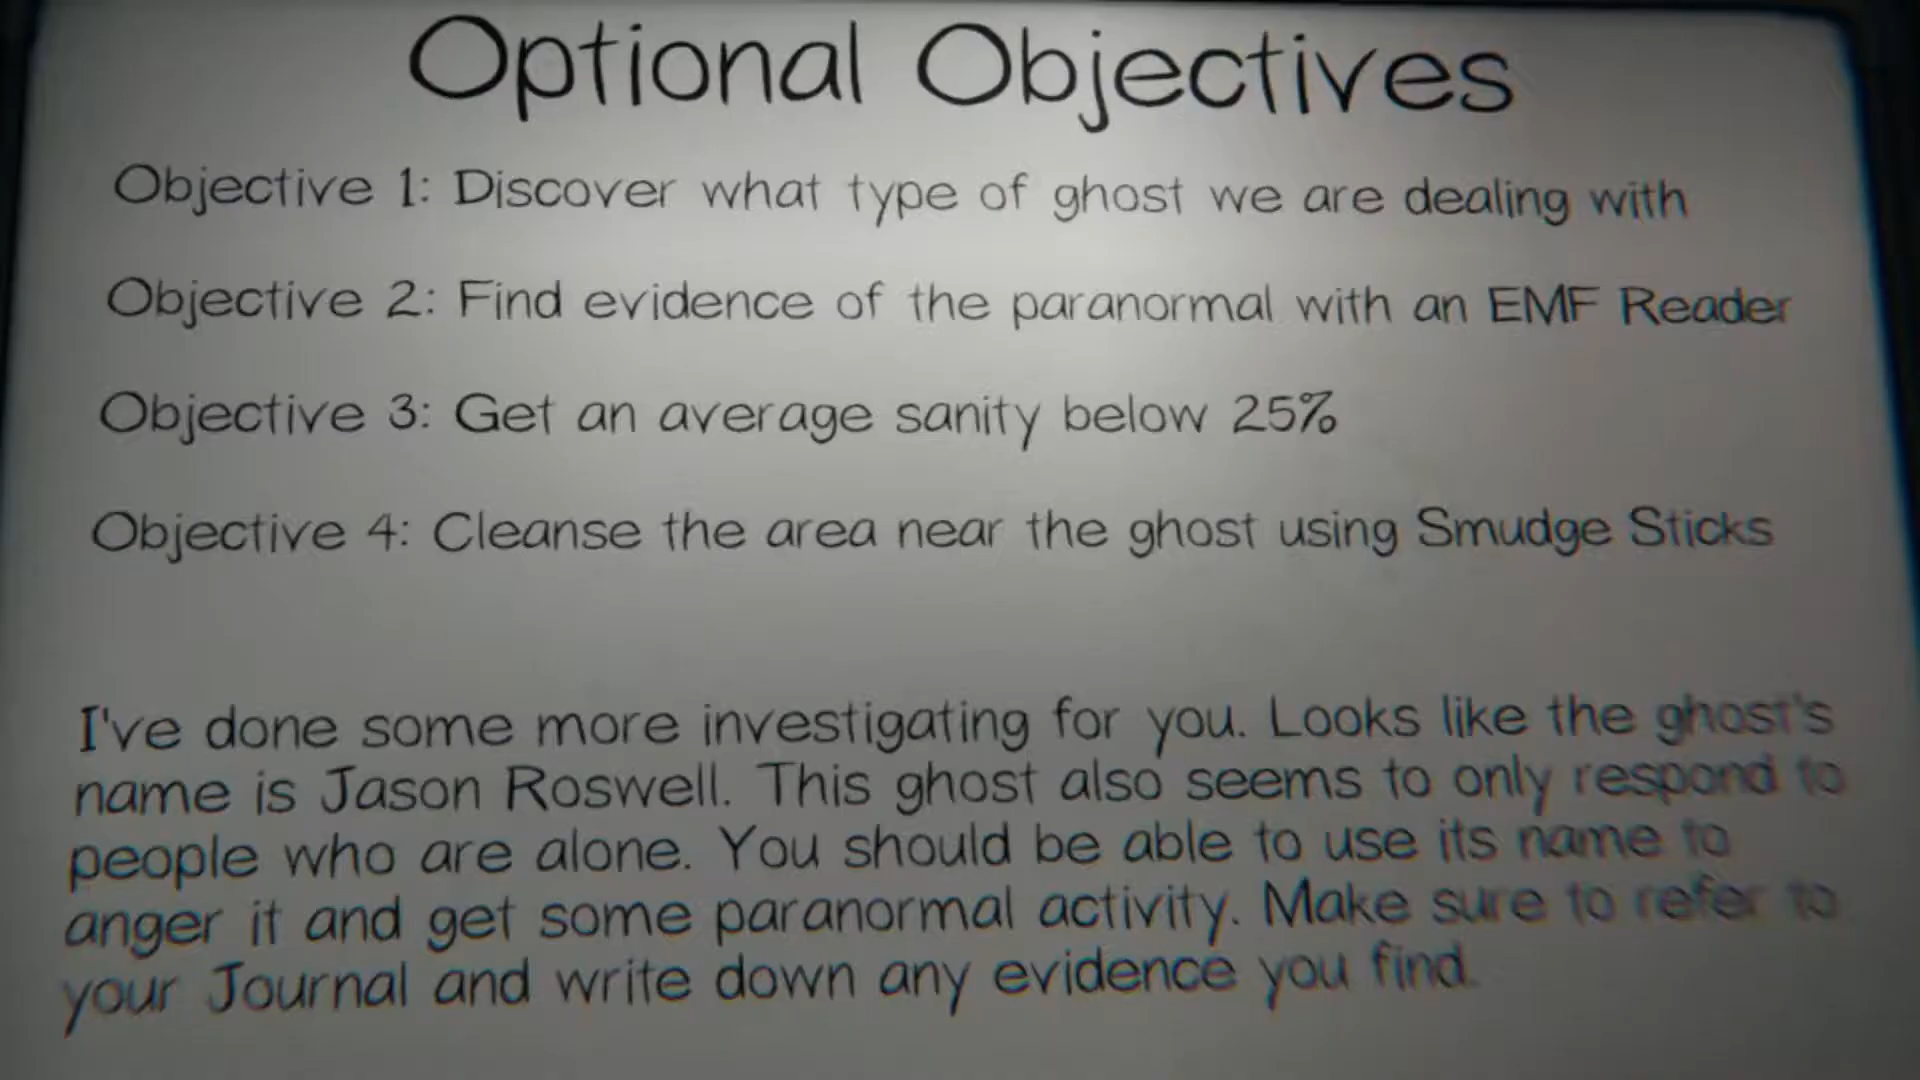 Optional Objectives
Objective 1: Discover what type of ghost we are dealing with
Objective 2: Find evidence of the paranormal with an EMF Reader
Objective 3: Get an average sanity below 25%
Objective 4: Cleanse the area near the ghost using Smudge Sticks
I've done some more investigating for you. Looks like the ghost's
name is Jason Roswell. This ghost also seems to only respond to
people who are alone. You should be able to use its name to
anger it and get some paranormal activity. Make sure to refer to
your Journal and write down any evidence you find.